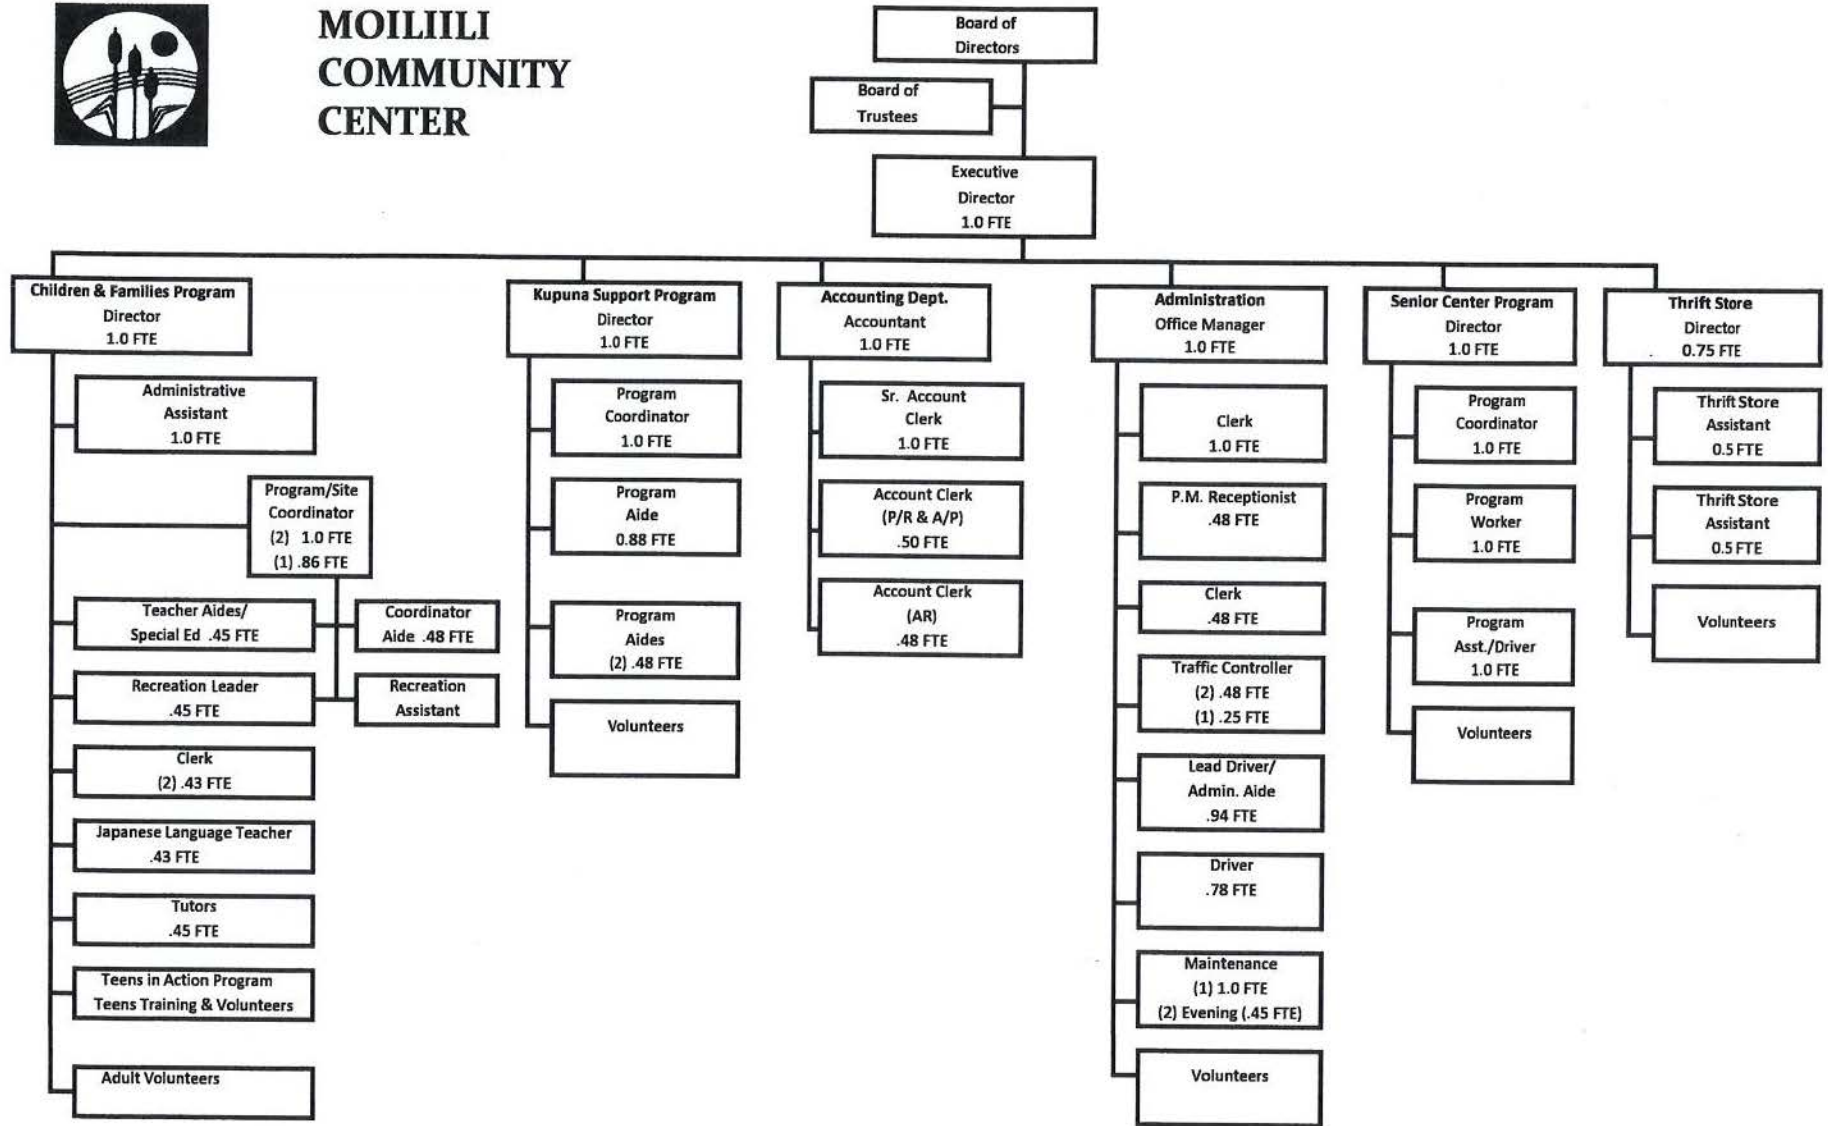 MOILIILI
COMMUNITY
CENTER
Board of
Directors
Board of
Trustees
Executive
Director
1.0 FTE
Children & Families Program
Director
1.0 FTE
Administrative
Assistant
1.0 FTE
Program/Site
Coordinator
(2) 1.0 FTE
(1) .86 FTE
Teacher Aides/
Special Ed .45 FTE
Coordinator
Aide .48 FTE
Recreation Leader
.45 FTE
Recreation
Assistant
Clerk
(2) .43 FTE
Japanese Language Teacher
.43 FTE
Tutors
.45 FTE
Teens in Action Program
Teens Training & Volunteers
Adult Volunteers
Kupuna Support Program
Director
1.0 FTE
Program
Coordinator
1.0 FTE
Program
Aide
0.88 FTE
Program
Aides
(2) .48 FTE
Volunteers
Accounting Dept.
Accountant
1.0 FTE
Sr. Account
Clerk
1.0 FTE
Account Clerk
(P/R & A/P)
.50 FTE
Account Clerk
(AR)
.48 FTE
Administration
Office Manager
1.0 FTE
Clerk
1.0 FTE
P.M. Receptionist
.48 FTE
Clerk
.48 FTE
Traffic Controller
(2) .48 FTE
(1) .25 FTE
Lead Driver/
Admin. Aide
.94 FTE
Driver
.78 FTE
Maintenance
(1) 1.0 FTE
(2) Evening (.45 FTE)
Volunteers
Senior Center Program
Director
1.0 FTE
Program
Coordinator
1.0 FTE
Program
Worker
1.0 FTE
Program
Asst./Driver
1.0 FTE
Volunteers
Thrift Store
Director
0.75 FTE
Thrift Store
Assistant
0.5 FTE
Thrift Store
Assistant
0.5 FTE
Volunteers